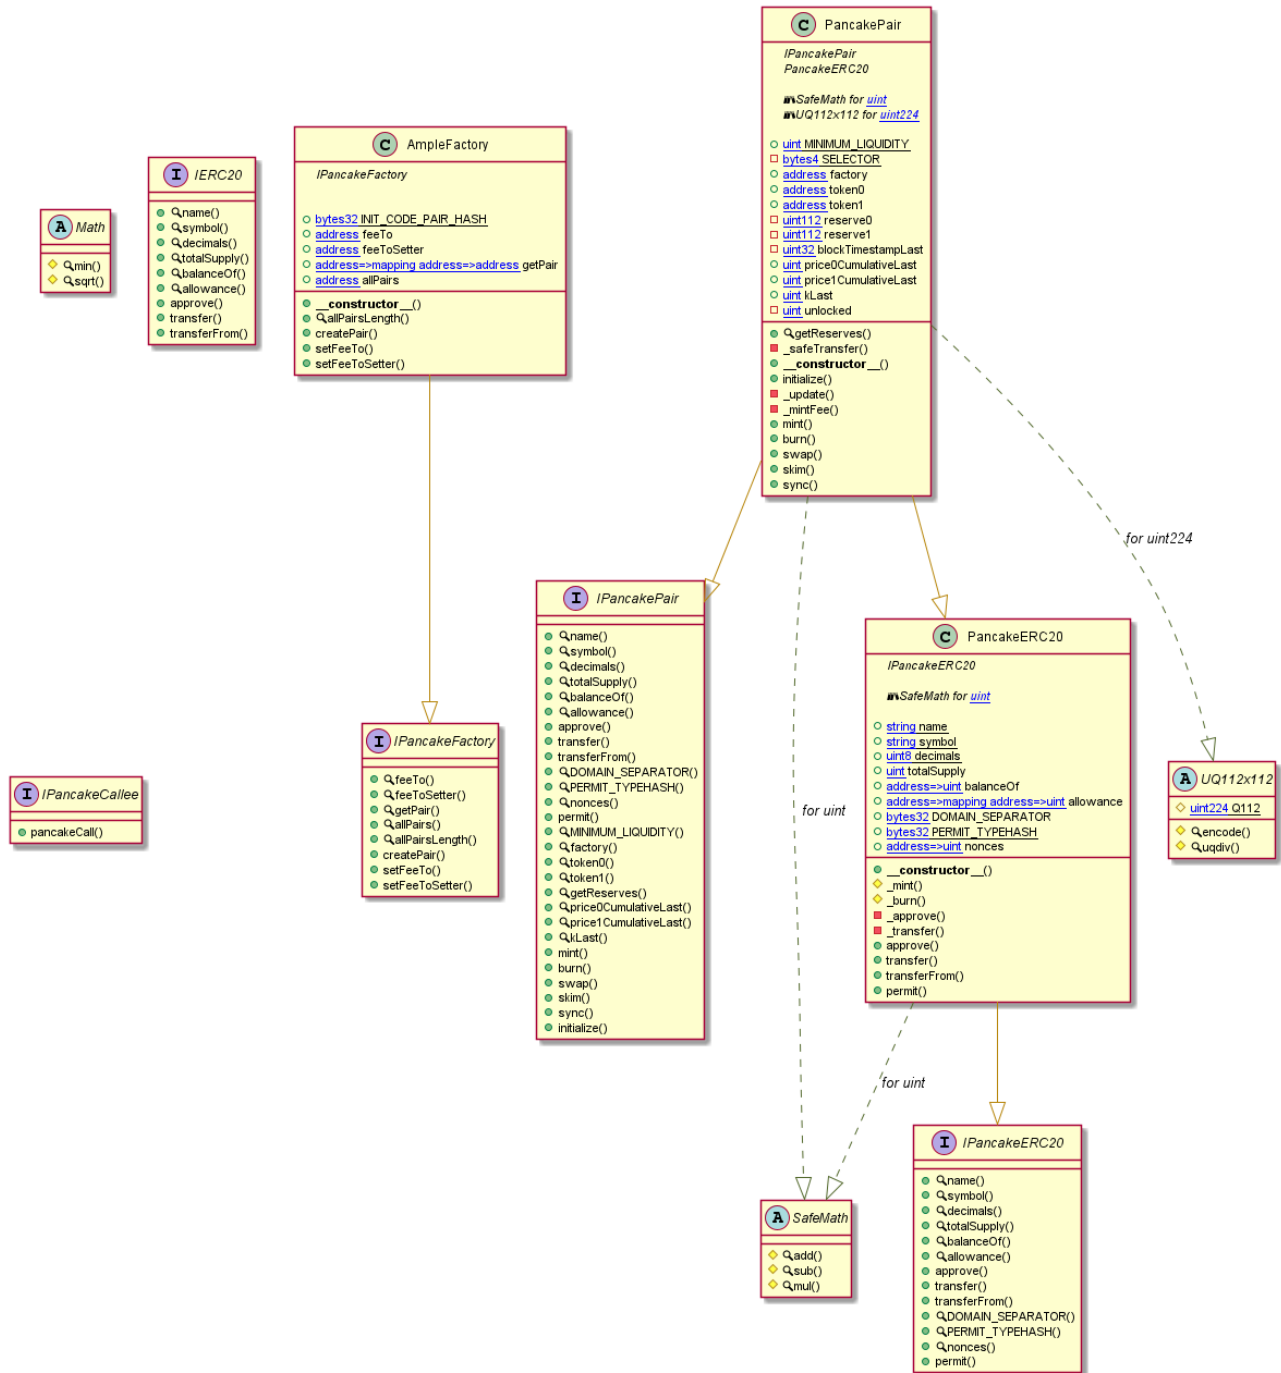 C PancakePair
IPancakePair
PancakeERC20
SafeMath for uint
UQ112x112 for uint224
uint MINIMUM_LIQUIDITY
bytes4 SELECTOR
address factory
address token0
address token1
uint112 reserve0
uint112 reserve1
uint32 blockTimestampLast
uint price0CumulativeLast
uint price1CumulativeLast
uint kLast
uint unlocked
getReserves()
_safeTransfer()
__constructor__()
initialize()
_update()
_mintFee()
mint()
burn()
swap()
skim()
sync()
C AmpleFactory
IPancakeFactory
bytes32 INIT_CODE_PAIR_HASH
address feeTo
address feeToSetter
address=>mapping address=>address getPair
address allPairs
__constructor__()
allPairsLength()
createPair()
setFeeTo()
setFeeToSetter()
I IERC20
name()
symbol()
decimals()
totalSupply()
balanceOf()
allowance()
approve()
transfer()
transferFrom()
A Math
min()
sqrt()
for uint224
I IPancakePair
name()
symbol()
decimals()
totalSupply()
balanceOf()
allowance()
approve()
transfer()
transferFrom()
DOMAIN_SEPARATOR()
PERMIT_TYPEHASH()
nonces()
permit()
MINIMUM_LIQUIDITY()
factory()
token0()
token1()
getReserves()
price0CumulativeLast()
price1CumulativeLast()
kLast()
mint()
burn()
swap()
skim()
sync()
initialize()
C PancakeERC20
IPancakeERC20
SafeMath for uint
string name
string symbol
uint8 decimals
uint totalSupply
address=>uint balanceOf
address=>mapping address=>uint allowance
bytes32 DOMAIN_SEPARATOR
bytes32 PERMIT_TYPEHASH
address=>uint nonces
__constructor__()
_mint()
_burn()
_approve()
_transfer()
approve()
transfer()
transferFrom()
permit()
I IPancakeFactory
feeTo()
feeToSetter()
getPair()
allPairs()
allPairsLength()
createPair()
setFeeTo()
setFeeToSetter()
I IPancakeCallee
pancakeCall()
A UQ112x112
uint224 Q112
encode()
uqdiv()
for uint
for uint
I IPancakeERC20
name()
symbol()
decimals()
totalSupply()
balanceOf()
allowance()
approve()
transfer()
transferFrom()
DOMAIN_SEPARATOR()
PERMIT_TYPEHASH()
nonces()
permit()
A SafeMath
add()
sub()
mul()